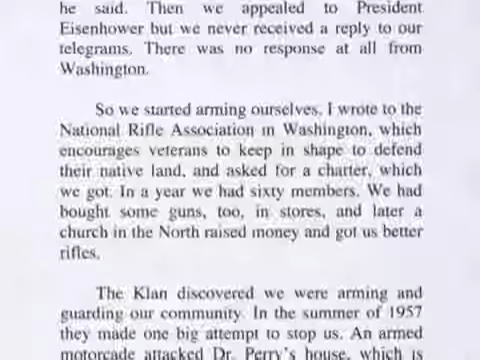 he said. Then we appealed to President
Eisenhower but we never received a reply to our
telegrams. There was no response at all from
Washington.
So we started arming ourselves. I wrote to the
National Rifle Association in Washington, which
encourages veterans to keep in shape to defend
their native land, and asked for a charter, which
we got. In a year we had sixty members. We had
bought some guns, too, in stores, and later a
church in the North raised money and got us better
rifles.
The Klan discovered we were arming and
guarding our community. In the summer of 1957
they made one big attempt to stop us. An armed
motorcade attacked Dr. Perry's house, which is